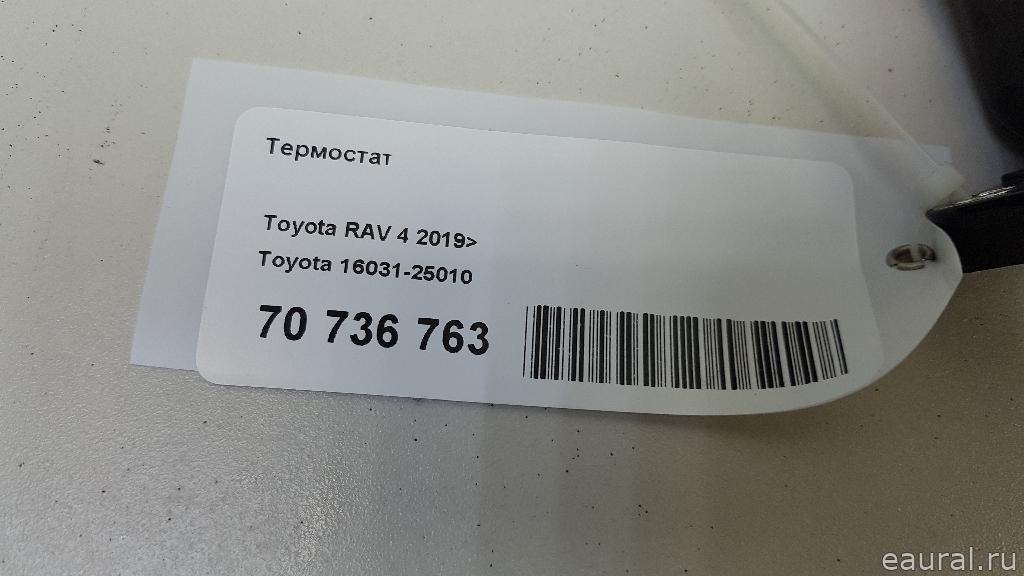 Термостат
Toyota RAV 4 2019>
Toyota 16031-25010
70 736 763
eaural.ru